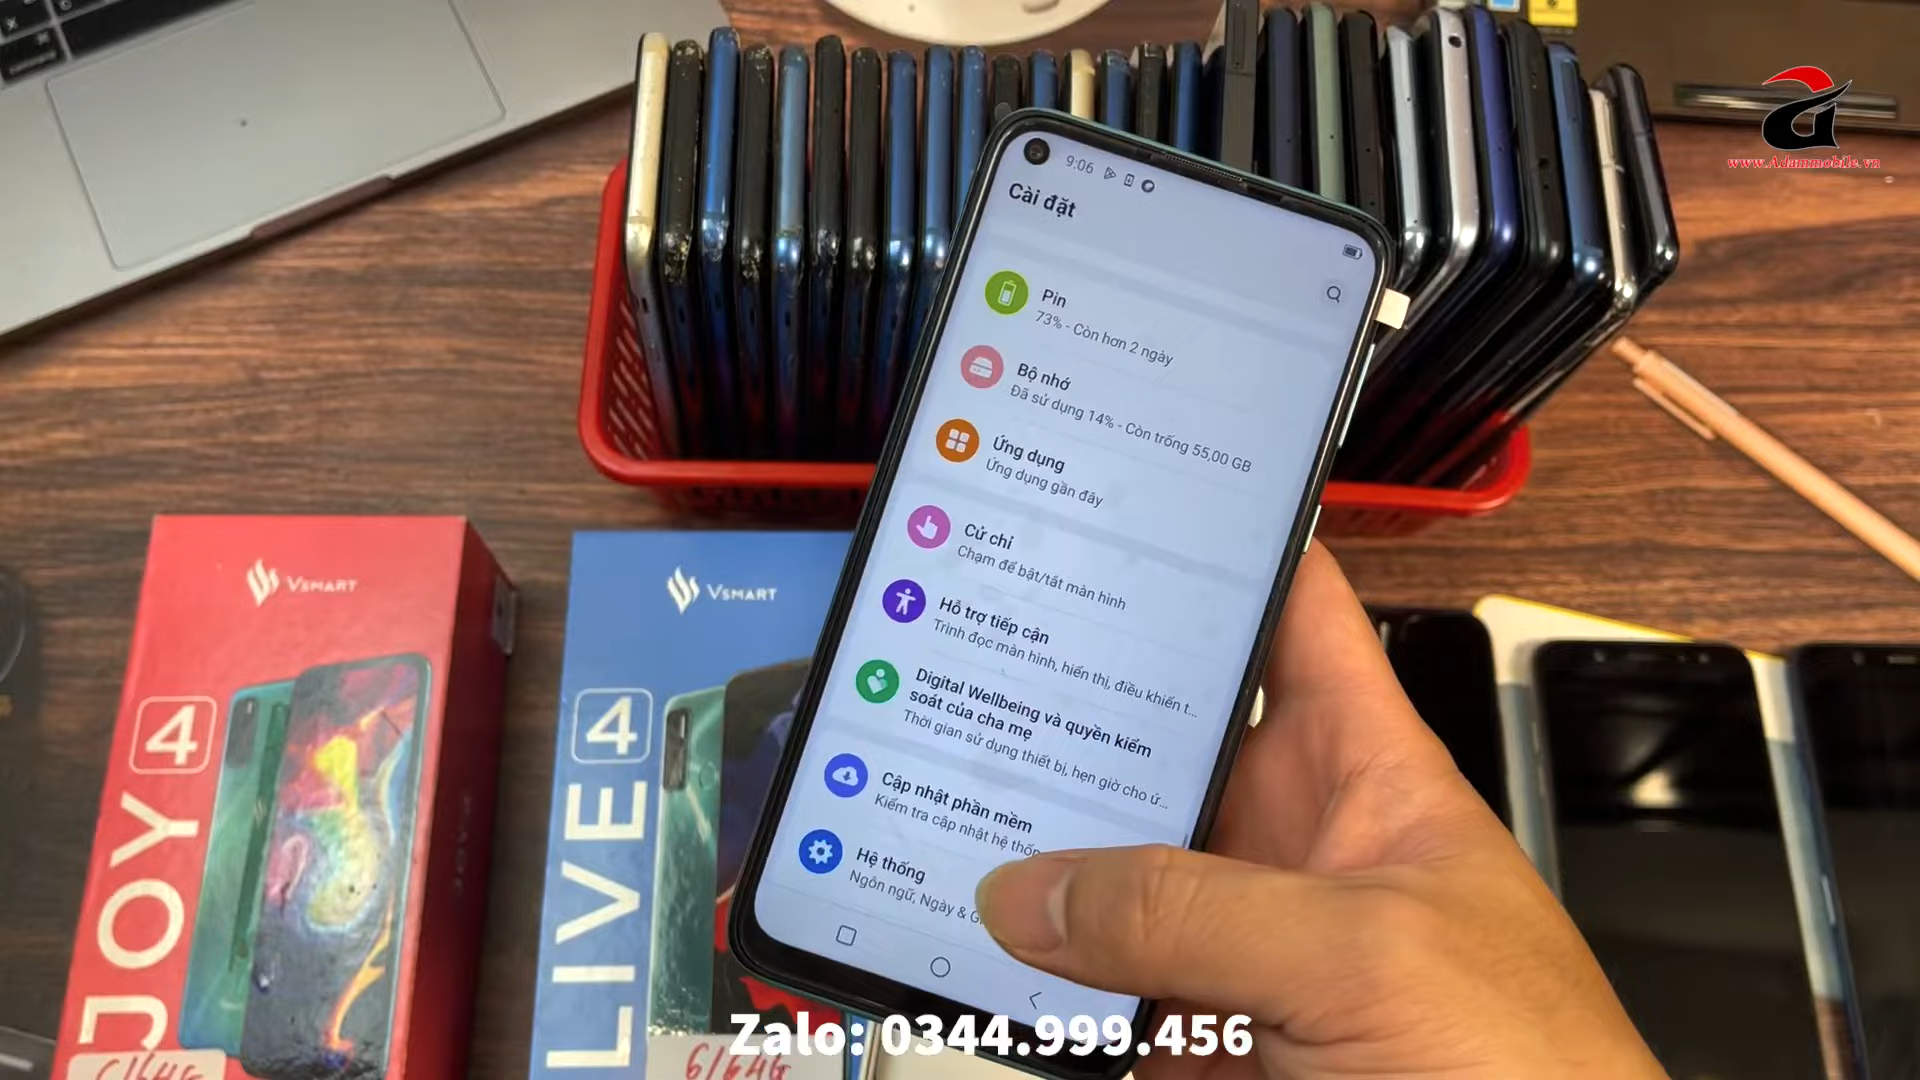 www.Adammobile.vn
9:06
Cài đặt
Pin
73% - Còn hơn 2 ngày
Bộ nhớ
Đã sử dụng 14% - Còn trống 55,00 GB
Ứng dụng
Ứng dụng gần đây
Cử chỉ
Chạm để bật/tắt màn hình
Hỗ trợ tiếp cận
Trình đọc màn hình, hiển thị, điều khiển t...
Digital Wellbeing và quyền kiểm
soát của cha mẹ
Thời gian sử dụng thiết bị, hẹn giờ cho ứ...
Cập nhật phần mềm
Kiểm tra cập nhật hệ thốn
Hệ thống
Ngôn ngữ, Ngày & G
VSMART
JOY 4
6/64G
VSMART
LIVE 4
6/64G
Zalo: 0344.999.456